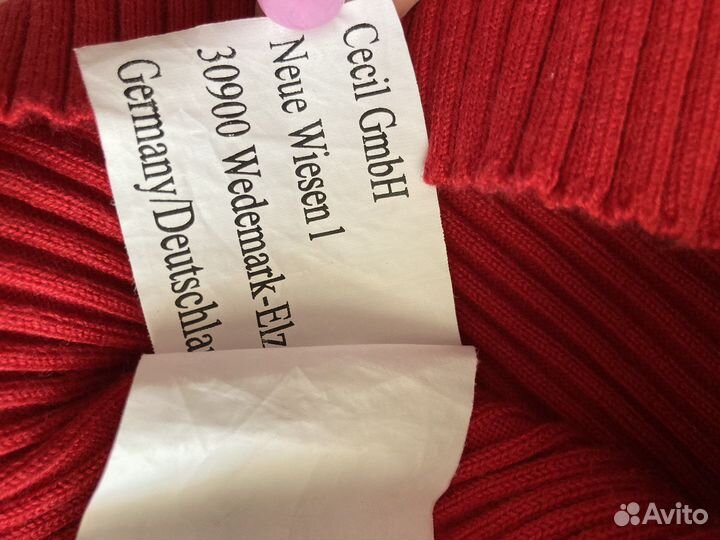 Cecil GmbH
Neue Wiesen 1
30900 Wedemark-Elz
Germany/Deutschla
Avito